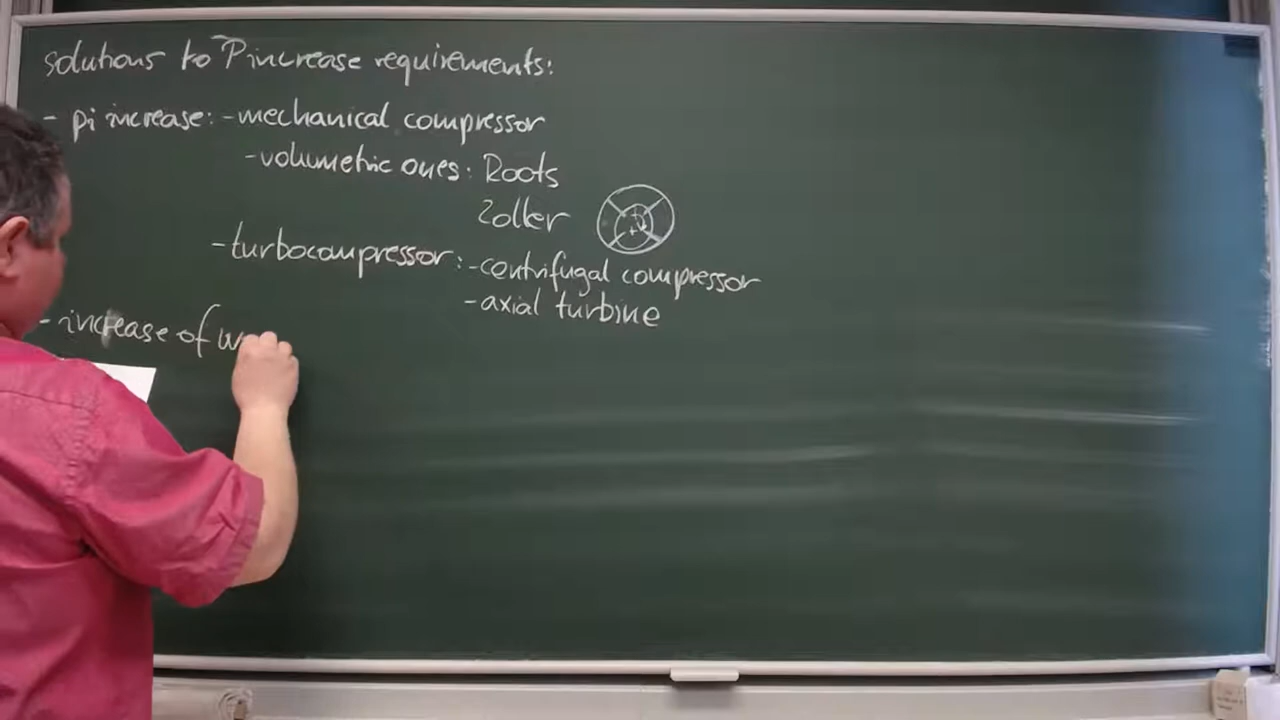 solutions to P increase requirements:
- pi increase: - mechanical compressor
- volumetric ones: Roots
Zoller
- turbocompressor: - centrifugal compressor
- axial turbine
- increase of